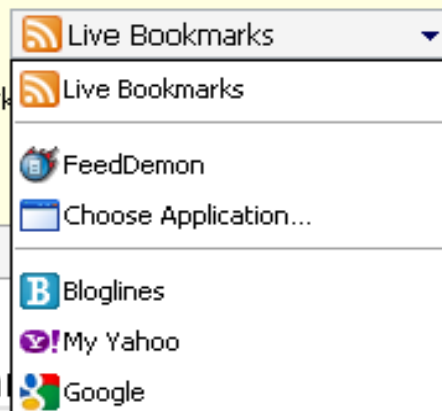 Live Bookmarks
Live Bookmarks
FeedDemon
Choose Application...
Bloglines
My Yahoo
Google